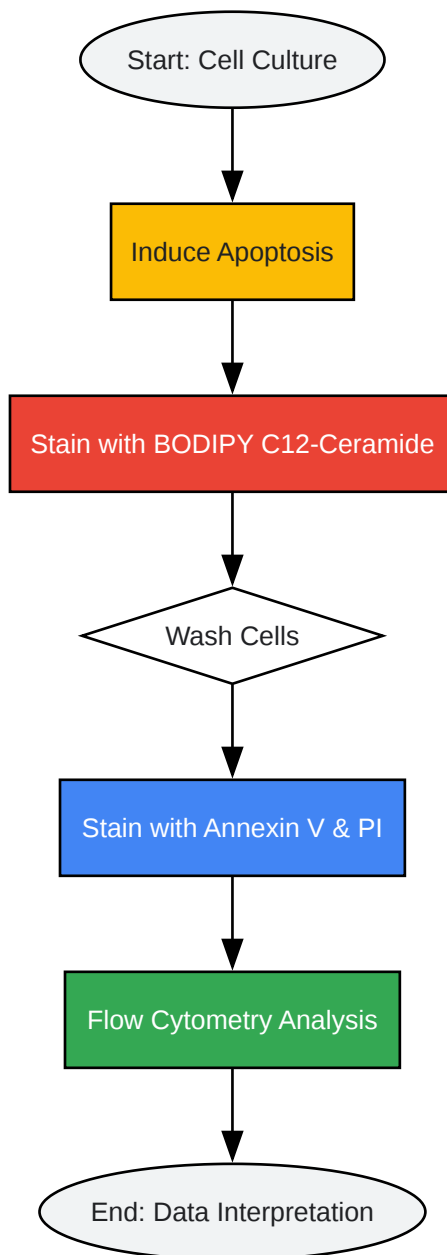 Start: Cell Culture
Induce Apoptosis
Stain with BODIPY C12-Ceramide
Wash Cells
Stain with Annexin V & PI
Flow Cytometry Analysis
End: Data Interpretation